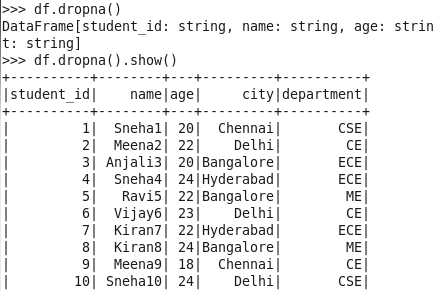 >>> df.dropna()
DataFrame[student_id: string, name: string, age: strin
t: string]
>>> df.dropna().show()
+----------+--------+---+---------+----------+
|student_id|    name|age|     city|department|
+----------+--------+---+---------+----------+
|         1|  Sneha1| 20|  Chennai|       CSE|
|         2|  Meena2| 22|    Delhi|        CE|
|         3| Anjali3| 20|Bangalore|       ECE|
|         4|  Sneha4| 24|Hyderabad|       ECE|
|         5|   Ravi5| 22|Bangalore|        ME|
|         6|  Vijay6| 23|    Delhi|        CE|
|         7|  Kiran7| 22|Hyderabad|       ECE|
|         8|  Kiran8| 24|Bangalore|        ME|
|         9|  Meena9| 18|  Chennai|        CE|
|        10| Sneha10| 24|    Delhi|       CSE|